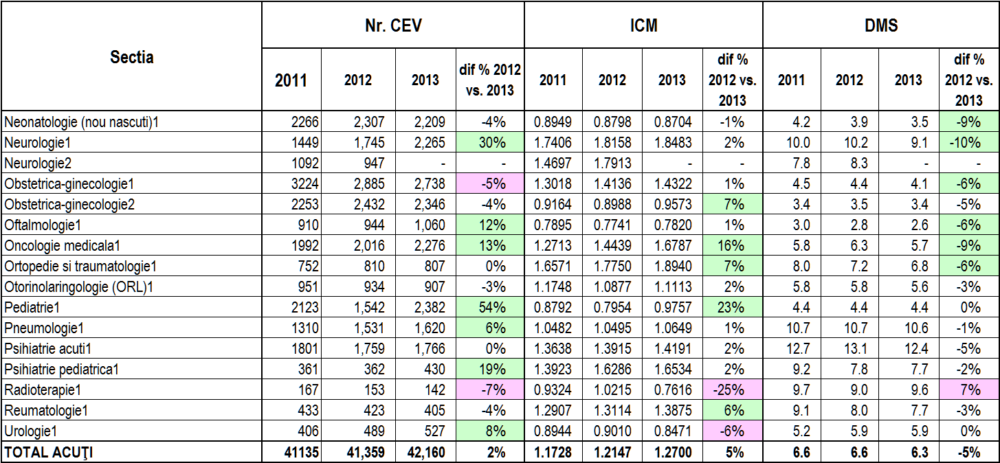 Sectia Nr. CEV ICM DMS
2011 2012 2013 dif % 2012 vs. 2013 2011 2012 2013 dif % 2012 vs. 2013 2011 2012 2013 dif % 2012 vs. 2013
Neonatologie (nou nascuti)1 2266 2,307 2,209 -4% 0.8949 0.8798 0.8704 -1% 4.2 3.9 3.5 -9%
Neurologie1 1449 1,745 2,265 30% 1.7406 1.8158 1.8483 2% 10.0 10.2 9.1 -10%
Neurologie2 1092 947 - - 1.4697 1.7913 - - 7.8 8.3 - -
Obstetrica-ginecologie1 3224 2,885 2,738 -5% 1.3018 1.4136 1.4322 1% 4.5 4.4 4.1 -6%
Obstetrica-ginecologie2 2253 2,432 2,346 -4% 0.9164 0.8988 0.9573 7% 3.4 3.5 3.4 -5%
Oftalmologie1 910 944 1,060 12% 0.7895 0.7741 0.7820 1% 3.0 2.8 2.6 -6%
Oncologie medicala1 1992 2,016 2,276 13% 1.2713 1.4439 1.6787 16% 5.8 6.3 5.7 -9%
Ortopedie si traumatologie1 752 810 807 0% 1.6571 1.7750 1.8940 7% 8.0 7.2 6.8 -6%
Otorinolaringologie (ORL)1 951 934 907 -3% 1.1748 1.0877 1.1113 2% 5.8 5.8 5.6 -3%
Pediatrie1 2123 1,542 2,382 54% 0.8792 0.7954 0.9757 23% 4.4 4.4 4.4 0%
Pneumologie1 1310 1,531 1,620 6% 1.0482 1.0495 1.0649 1% 10.7 10.7 10.6 -1%
Psihiatrie acuti1 1801 1,759 1,766 0% 1.3638 1.3915 1.4191 2% 12.7 13.1 12.4 -5%
Psihiatrie pediatrica1 361 362 430 19% 1.3923 1.6286 1.6534 2% 9.2 7.8 7.7 -2%
Radioterapie1 167 153 142 -7% 0.9324 1.0215 0.7616 -25% 9.7 9.0 9.6 7%
Reumatologie1 433 423 405 -4% 1.2907 1.3114 1.3875 6% 9.1 8.0 7.7 -3%
Urologie1 406 489 527 8% 0.8944 0.9010 0.8471 -6% 5.2 5.9 5.9 0%
TOTAL ACUŢI 41135 41,359 42,160 2% 1.1728 1.2147 1.2700 5% 6.6 6.6 6.3 -5%